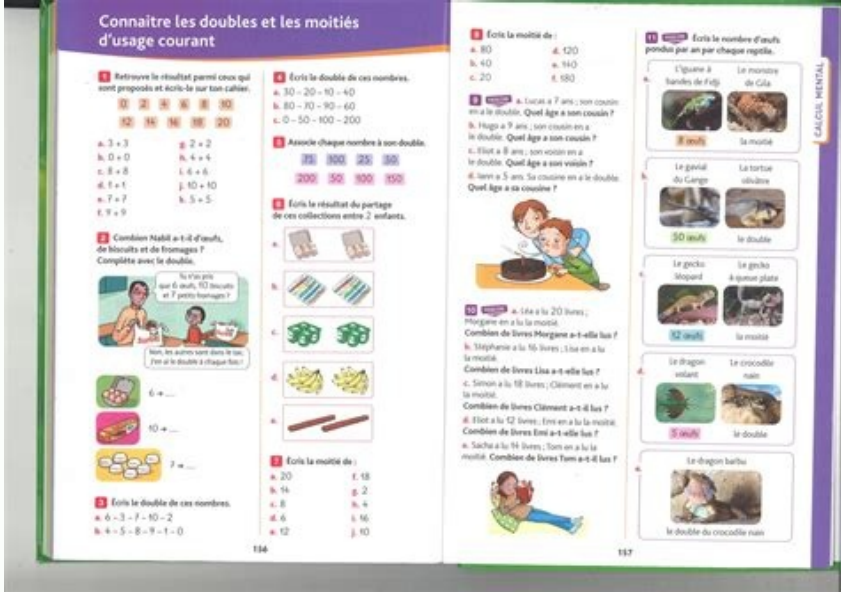 Connaitre les doubles et les moitiés
d'usage courant
1 Retrouve le résultat parmi ceux qui
sont proposés et écris-le sur ton cahier.
0 2 4 6 8 10
12 14 16 18 20
a. 3 + 3
b. 0 + 0
c. 8 + 8
d. 1 + 1
e. 7 + 7
f. 9 + 9
g. 2 + 2
h. 4 + 4
i. 6 + 6
j. 10 + 10
k. 5 + 5
2 Combien Nabil a-t-il d'œufs,
de biscuits et de fromages ?
Complète avec le double.
Tu n'as pris
que 6 œufs, 10 biscuits
et 7 petits fromages ?
Non, les autres sont dans le sac.
J'en ai le double à chaque fois !
6 → ...
10 → ...
7 → ...
3 Écris le double de ces nombres.
a. 6 – 3 – 7 – 10 – 2
b. 4 – 5 – 8 – 9 – 1 – 0
4 Écris le double de ces nombres.
a. 30 – 20 – 10 – 40
b. 80 – 70 – 90 – 60
c. 0 – 50 – 100 – 200
5 Associe chaque nombre à son double.
75 100 25 50
200 50 100 150
6 Écris le résultat du partage
de ces collections entre 2 enfants.
a.
b.
c.
d.
e.
7 Écris la moitié de :
a. 20
b. 14
c. 8
d. 6
e. 12
f. 18
g. 2
h. 4
i. 16
j. 10
156
8 Écris la moitié de :
a. 80
b. 40
c. 20
d. 120
e. 140
f. 180
9 a. Lucas a 7 ans ; son cousin
en a le double. Quel âge a son cousin ?
b. Hugo a 9 ans ; son cousin en a
le double. Quel âge a son cousin ?
c. Eliot a 8 ans ; son voisin en a
le double. Quel âge a son voisin ?
d. Iann a 5 ans. Sa cousine en a le double.
Quel âge a sa cousine ?
10 a. Léa a lu 20 livres ;
Morgane en a lu la moitié.
Combien de livres Morgane a-t-elle lus ?
b. Stéphanie a lu 16 livres ; Lisa en a lu
la moitié.
Combien de livres Lisa a-t-elle lus ?
c. Simon a lu 18 livres ; Clément en a lu
la moitié.
Combien de livres Clément a-t-il lus ?
d. Eliot a lu 12 livres ; Emi en a lu la moitié.
Combien de livres Emi a-t-elle lus ?
e. Sacha a lu 14 livres ; Tom en a lu la
moitié. Combien de livres Tom a-t-il lus ?
11 Écris le nombre d'œufs
pondus par an par chaque reptile.
a.
L'iguane à
bandes de Fidji
Le monstre
de Gila
8 œufs
la moitié
b.
Le gavial
du Gange
La tortue
olivâtre
50 œufs
le double
c.
Le gecko
léopard
Le gecko
à queue plate
12 œufs
la moitié
d.
Le dragon
volant
Le crocodile
nain
5 œufs
le double
e.
Le dragon barbu
le double du crocodile nain
CALCUL MENTAL
157